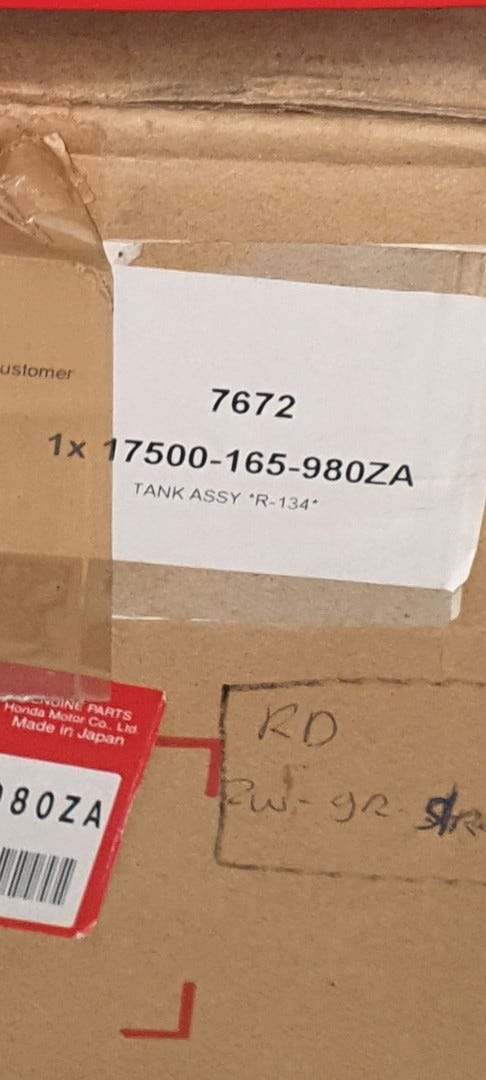 ustomer
7672
1x 17500-165-980ZA
TANK ASSY *R-134*
GENUINE PARTS
Honda Motor Co., Ltd.
Made in Japan
980ZA
RD